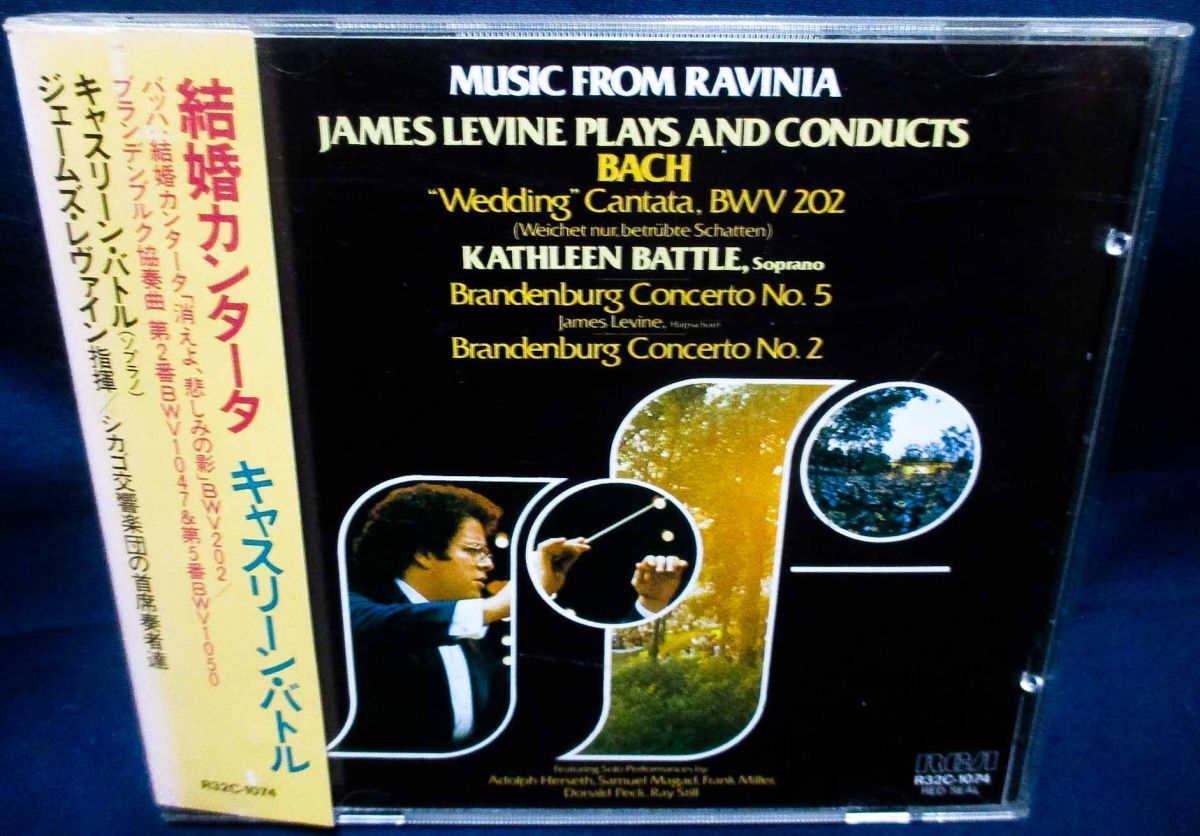 結婚カンタータ キャスリーン・バトル
バッハ:結婚カンタータ「消えよ、悲しみの影」BWV202/
ブランデンブルク協奏曲 第2番BWV1047&第5番BWV1050
キャスリーン・バトル(ソプラノ)
ジェームズ・レヴァイン指揮/シカゴ交響楽団の首席奏者達
R32C-1074
MUSIC FROM RAVINIA
JAMES LEVINE PLAYS AND CONDUCTS
BACH
“Wedding” Cantata, BWV 202
(Weichet nur, betrübte Schatten)
KATHLEEN BATTLE, Soprano
Brandenburg Concerto No. 5
James Levine, Harpsichord
Brandenburg Concerto No. 2
Featuring Solo Performances by:
Adolph Herseth, Samuel Magad, Frank Miller,
Donald Peck, Ray Still
RCA
R32C-1074
RED SEAL